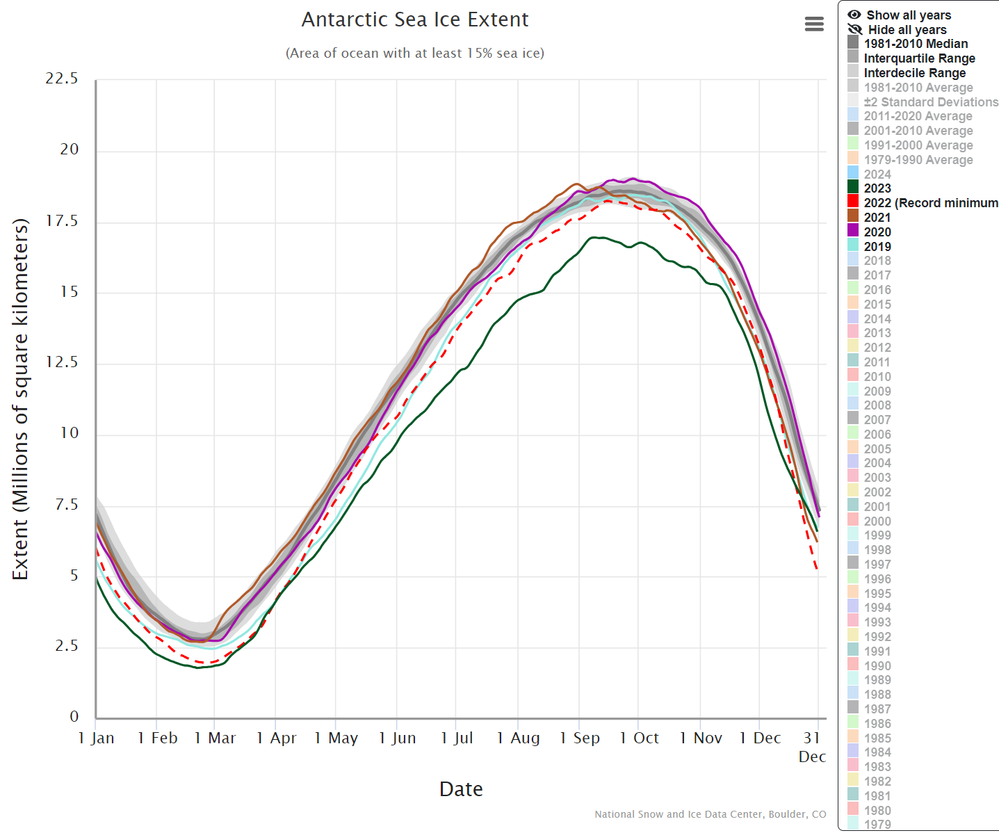 Antarctic Sea Ice Extent
(Area of ocean with at least 15% sea ice)
Extent (Millions of square kilometers)
22.5
20
17.5
15
12.5
10
7.5
5
2.5
0
1 Jan
1 Feb
1 Mar
1 Apr
1 May
1 Jun
1 Jul
1 Aug
1 Sep
1 Oct
1 Nov
1 Dec
31 Dec
Date
National Snow and Ice Data Center, Boulder, CO
Show all years
Hide all years
1981-2010 Median
Interquartile Range
Interdecile Range
1981-2010 Average
±2 Standard Deviations
2011-2020 Average
2001-2010 Average
1991-2000 Average
1979-1990 Average
2024
2023
2022 (Record minimum
2021
2020
2019
2018
2017
2016
2015
2014
2013
2012
2011
2010
2009
2008
2007
2006
2005
2004
2003
2002
2001
2000
1999
1998
1997
1996
1995
1994
1993
1992
1991
1990
1989
1988
1987
1986
1985
1984
1983
1982
1981
1980
1979